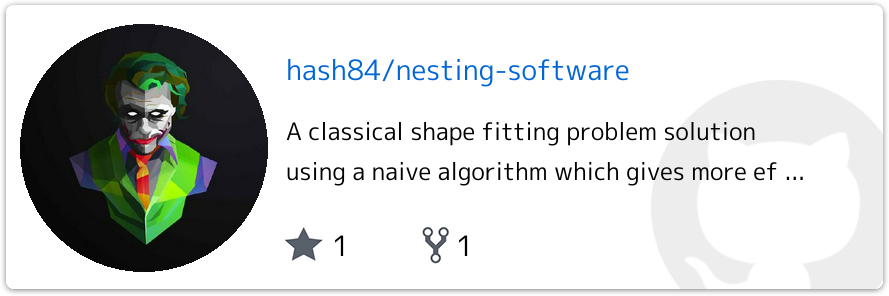 hash84/nesting-software
A classical shape fitting problem solution
using a naive algorithm which gives more ef ...
1 1